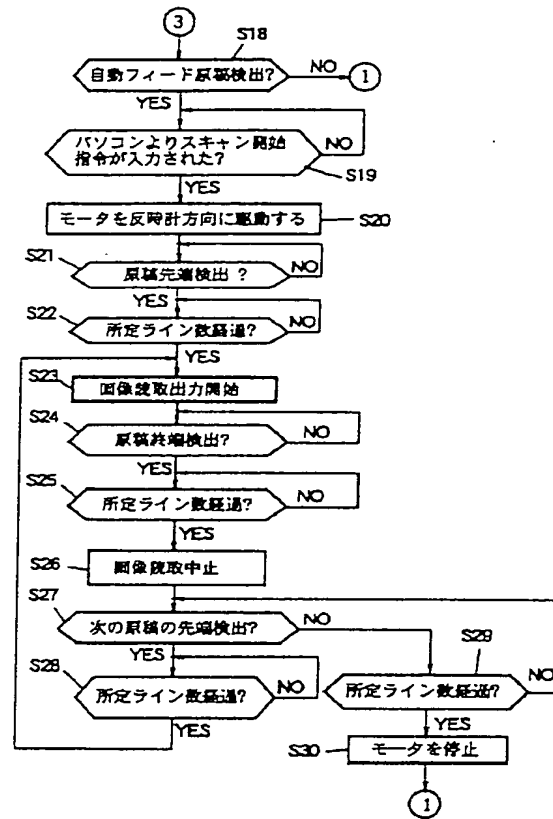 3
S18
自動フィード原稿検出?
NO
1
YES
パソコンよりスキャン開始
指令が入力された?
NO
S19
YES
モータを反時計方向に駆動する
S20
S21
原稿先端検出 ?
NO
YES
S22
所定ライン数経過?
NO
YES
S23
画像読取出力開始
S24
原稿終端検出?
NO
YES
S25
所定ライン数経過?
NO
YES
S26
画像読取中止
S27
次の原稿の先端検出?
NO
YES
S28
所定ライン数経過?
NO
YES
S29
所定ライン数経過?
NO
YES
S30
モータを停止
1